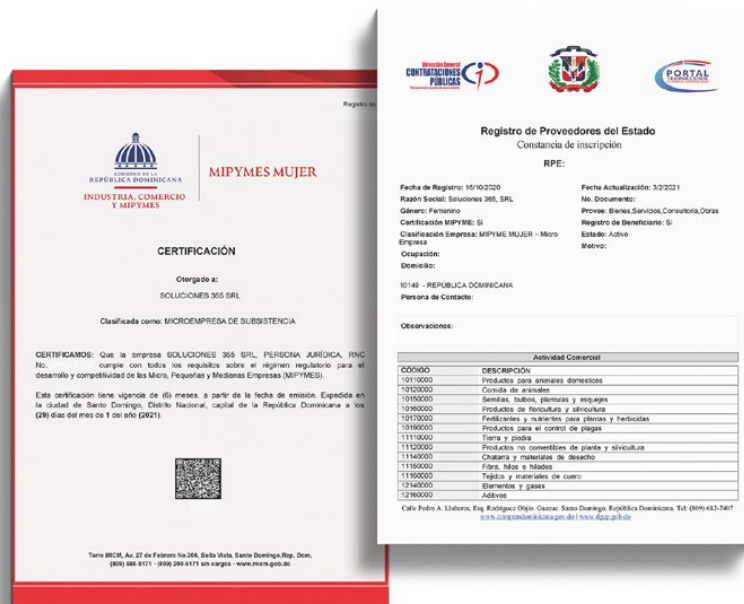 Registro no.
GOBIERNO DE LA
REPÚBLICA DOMINICANA
INDUSTRIA, COMERCIO
Y MIPYMES
MIPYMES MUJER
CERTIFICACIÓN
Otorgado a:
SOLUCIONES 365 SRL
Clasificada como: MICROEMPRESA DE SUBSISTENCIA
CERTIFICAMOS: Que la empresa SOLUCIONES 365 SRL, PERSONA JURÍDICA, RNC
No. cumple con todos los requisitos sobre el régimen regulatorio para el
desarrollo y competitividad de las Micro, Pequeñas y Medianas Empresas (MIPYMES).
Esta certificación tiene vigencia de (6) meses, a partir de la fecha de emisión. Expedida en
la ciudad de Santo Domingo, Distrito Nacional, capital de la República Dominicana a los
(29) días del mes de 1 del año (2021).
Torre MICM, Av. 27 de Febrero No.306, Bella Vista, Santo Domingo, Rep. Dom.
(809) 685-5171 - (809) 200-5171 sin cargos - www.micm.gob.do
Dirección General
CONTRATACIONES
PÚBLICAS
PORTAL
TRANSACCIONAL
Registro de Proveedores del Estado
Constancia de inscripción
RPE:
Fecha de Registro: 15/10/2020
Fecha Actualización: 3/2/2021
Razón Social: Soluciones 365, SRL
No. Documento:
Género: Femenino
Provee: Bienes,Servicios,Consultoría,Obras
Certificación MIPYME: Si
Registro de Beneficiario: Si
Clasificación Empresa: MIPYME MUJER – Micro
Empresa
Estado: Activo
Motivo:
Ocupación:
Domicilio:
10149 - REPÚBLICA DOMINICANA
Persona de Contacto:
Observaciones:
Actividad Comercial
CÓDIGO DESCRIPCIÓN
10110000 Productos para animales domesticos
10120000 Comida de animales
10150000 Semillas, bulbos, plantulas y esquejes
10160000 Productos de floricultura y silvicultura
10170000 Fertilizantes y nutrientes para plantas y herbicidas
10190000 Productos para el control de plagas
11110000 Tierra y piedra
11120000 Productos no comestibles de planta y silvicultura
11140000 Chatarra y materiales de desecho
11150000 Fibra, hilos e hilados
11160000 Tejidos y materiales de cuero
12140000 Elementos y gases
12160000 Aditivos
Calle Pedro A. Lluberes, Esq. Rodríguez Objio. Gazcue. Santo Domingo, República Dominicana. Tel: (809) 682-7407
www.comprasdominicana.gov.do | www.dgcp.gob.do